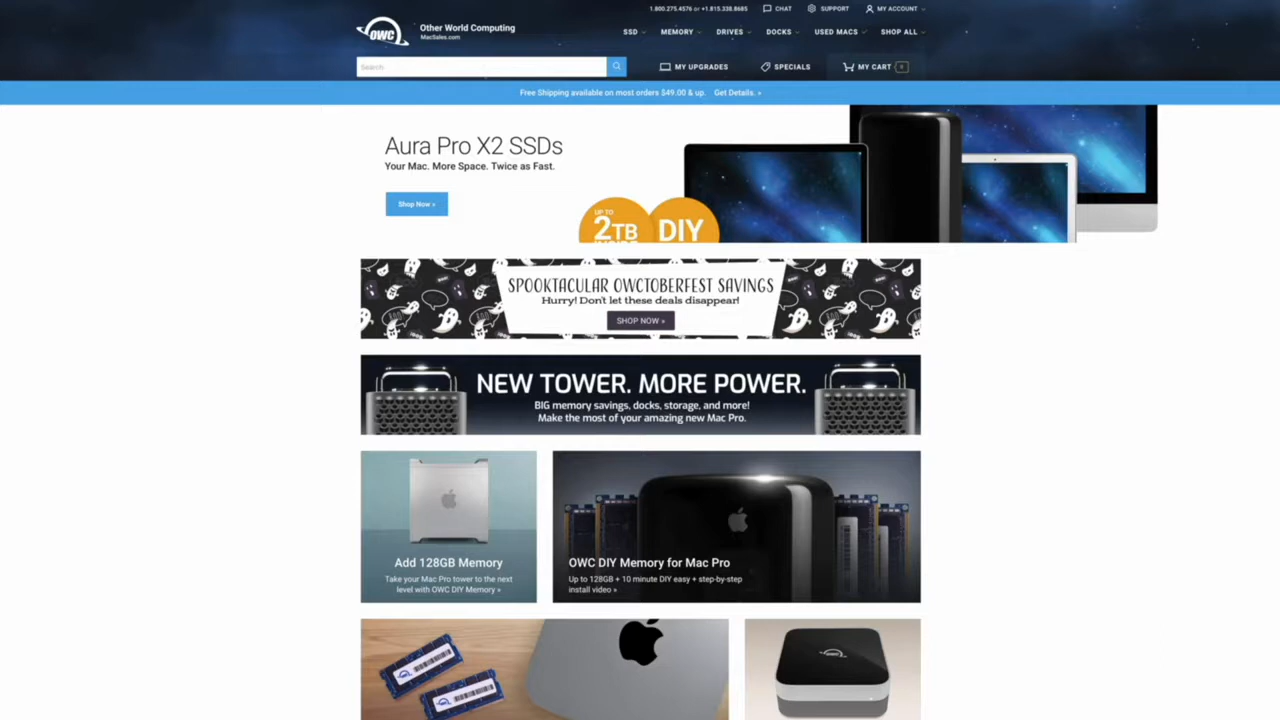 1.800.275.4576 or +1.815.338.8685 CHAT SUPPORT MY ACCOUNT
OWC
Other World Computing
MacSales.com
SSD MEMORY DRIVES DOCKS USED MACS SHOP ALL
Search
MY UPGRADES SPECIALS MY CART
Free Shipping available on most orders $49.00 & up. Get Details. »
Aura Pro X2 SSDs
Your Mac. More Space. Twice as Fast.
Shop Now »
UP TO
2TB DIY
SPOOKTACULAR OWCTOBERFEST SAVINGS
Hurry! Don't let these deals disappear!
SHOP NOW »
NEW TOWER. MORE POWER.
BIG memory savings, docks, storage, and more!
Make the most of your amazing new Mac Pro.
Add 128GB Memory
Take your Mac Pro tower to the next
level with OWC DIY Memory »
OWC DIY Memory for Mac Pro
Up to 128GB + 10 minute DIY easy + step-by-step
install video »
OWC